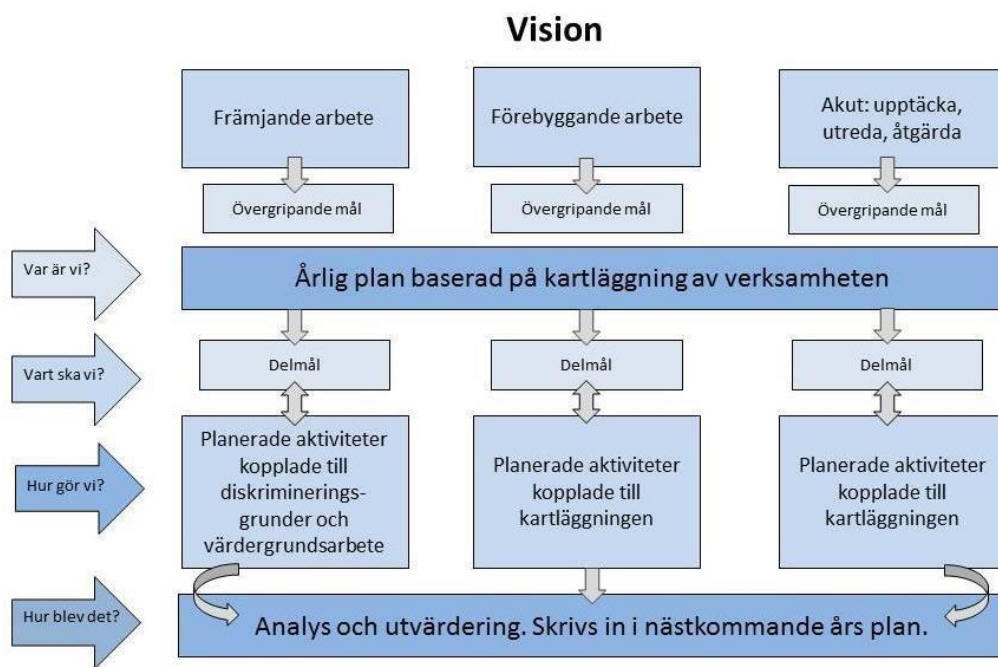 Vision
Främjande arbete
Förebyggande arbete
Akut: upptäcka,
utreda, åtgärda
Övergripande mål
Övergripande mål
Övergripande mål
Var är vi?
Årlig plan baserad på kartläggning av verksamheten
Vart ska vi?
Delmål
Delmål
Delmål
Hur gör vi?
Planerade aktiviteter
kopplade till
diskriminerings-
grunder och
värdergrundsarbete
Planerade aktiviteter
kopplade till
kartläggningen
Planerade aktiviteter
kopplade till
kartläggningen
Hur blev det?
Analys och utvärdering. Skrivs in i nästkommande års plan.